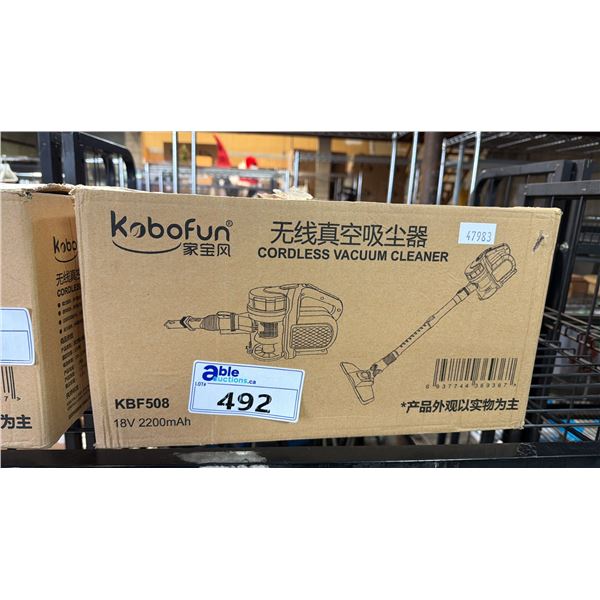 KoboFun®
家宝风
无线真空吸尘器
CORDLESS VACUUM CLEANER
47983
able
auctions.ca
LOT#
492
KBF508
18V 2200mAh
*产品外观以实物为主